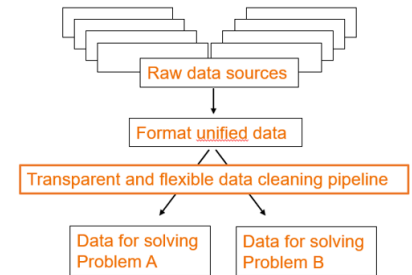 Raw data sources
Format unified data
Transparent and flexible data cleaning pipeline
Data for solving
Problem A
Data for solving
Problem B